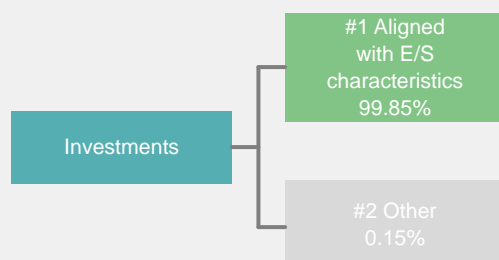 #1 Aligned
with E/S
characteristics
99.85%
Investments
#2 Other
0.15%